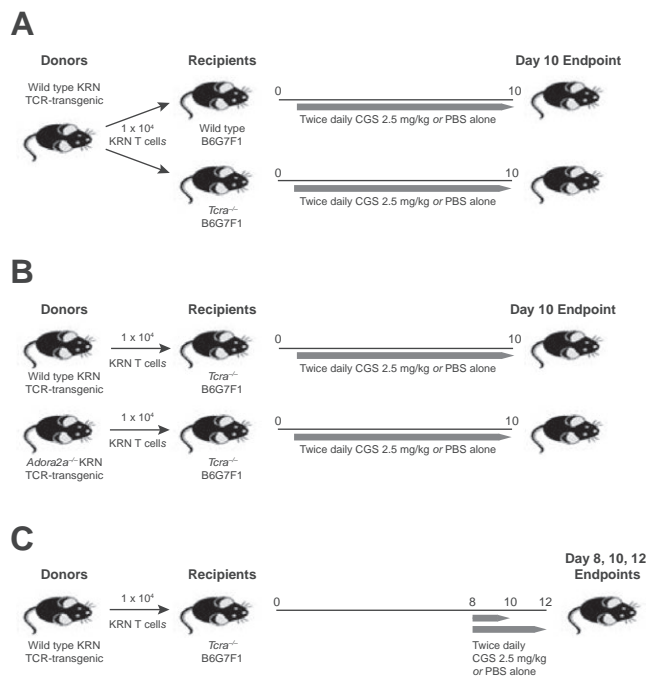 A
Donors Recipients Day 10 Endpoint
Wild type KRN
TCR-transgenic
0 10
1 x 10⁴
KRN T cells
Wild type
B6G7F1
Twice daily CGS 2.5 mg/kg or PBS alone
0 10
Tcra⁻/⁻
B6G7F1
Twice daily CGS 2.5 mg/kg or PBS alone
B
Donors Recipients Day 10 Endpoint
1 x 10⁴
KRN T cells
0 10
Wild type KRN
TCR-transgenic
Tcra⁻/⁻
B6G7F1
Twice daily CGS 2.5 mg/kg or PBS alone
1 x 10⁴
KRN T cells
0 10
Adora2a⁻/⁻ KRN
TCR-transgenic
Tcra⁻/⁻
B6G7F1
Twice daily CGS 2.5 mg/kg or PBS alone
C
Donors Recipients
Day 8, 10, 12
Endpoints
1 x 10⁴
KRN T cells
0 8 10 12
Wild type KRN
TCR-transgenic
Tcra⁻/⁻
B6G7F1
Twice daily
CGS 2.5 mg/kg
or PBS alone